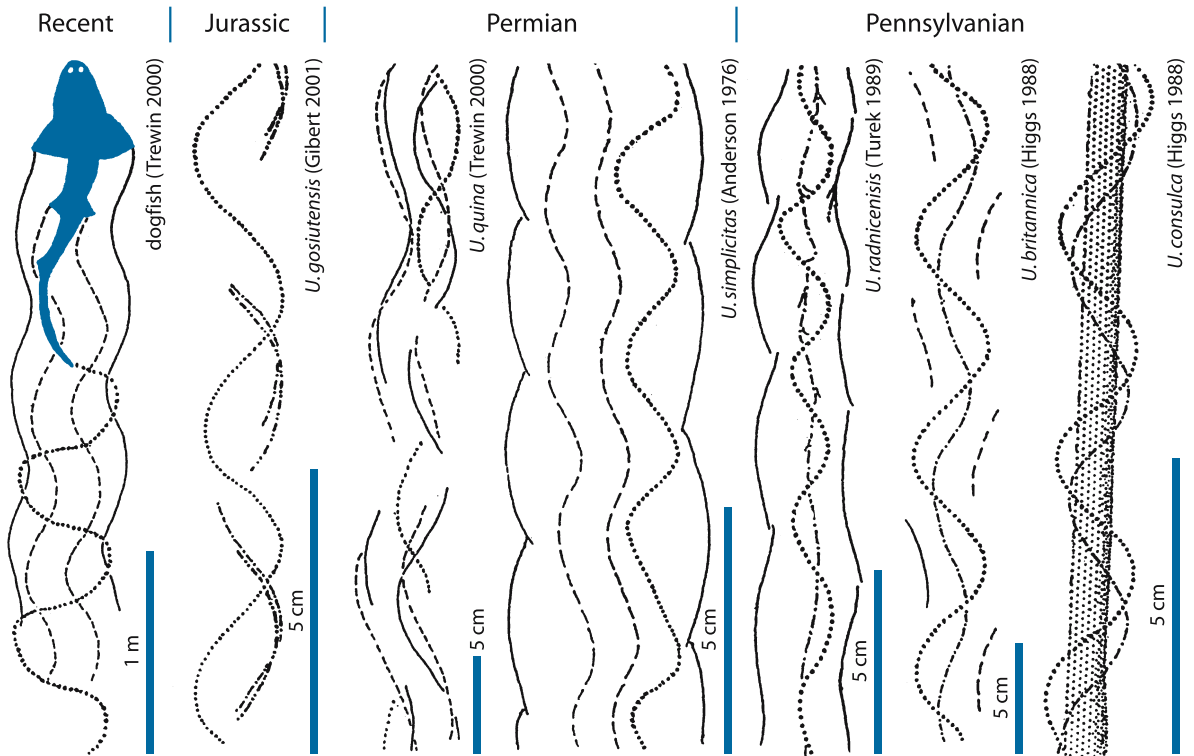 Recent
Jurassic
Permian
Pennsylvanian
dogfish (Trewin 2000)
1 m
U. gosiutensis (Gibert 2001)
5 cm
U. quina (Trewin 2000)
5 cm
U. simplicitas (Anderson 1976)
5 cm
U. radnicenisis (Turek 1989)
5 cm
U. britannica (Higgs 1988)
5 cm
U. consulca (Higgs 1988)
5 cm